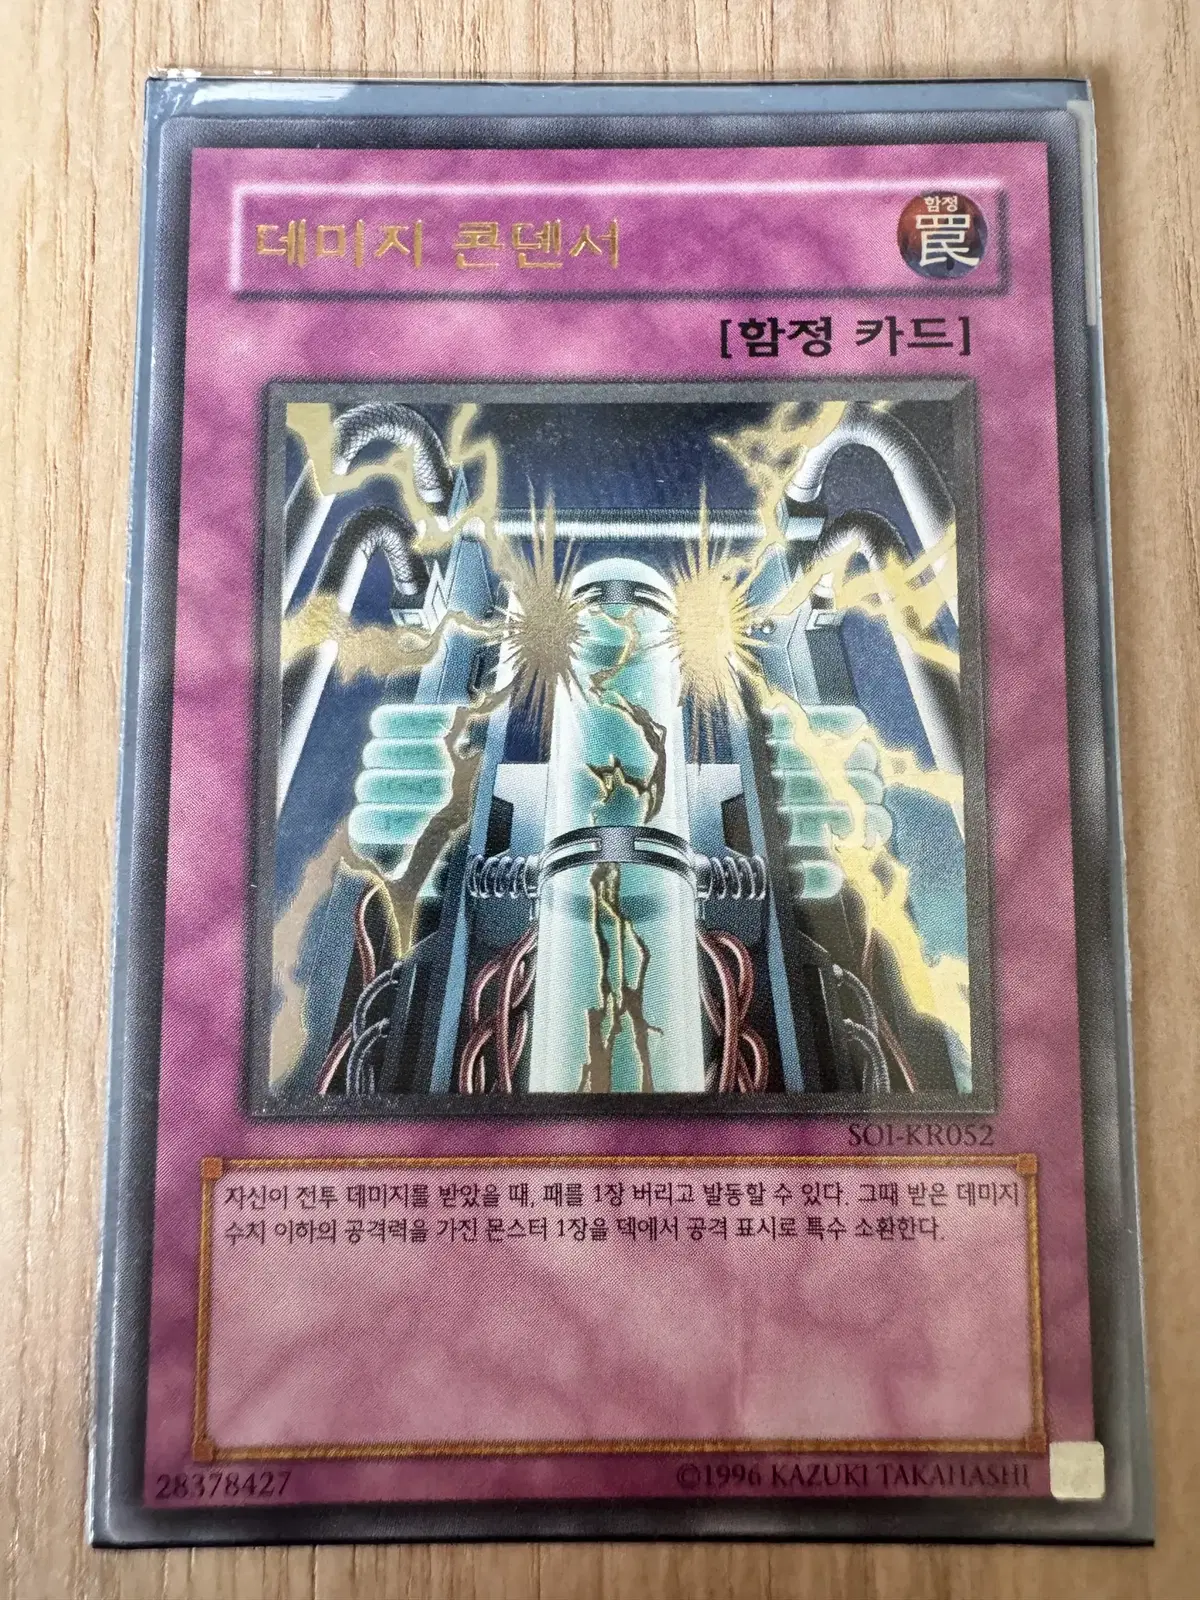 데미지 콘덴서
함정
罠
[함정 카드]
SOI-KR052
자신이 전투 데미지를 받았을 때, 패를 1장 버리고 발동할 수 있다. 그때 받은 데미지
수치 이하의 공격력을 가진 몬스터 1장을 덱에서 공격 표시로 특수 소환한다.
28378427
©1996 KAZUKI TAKAHASHI